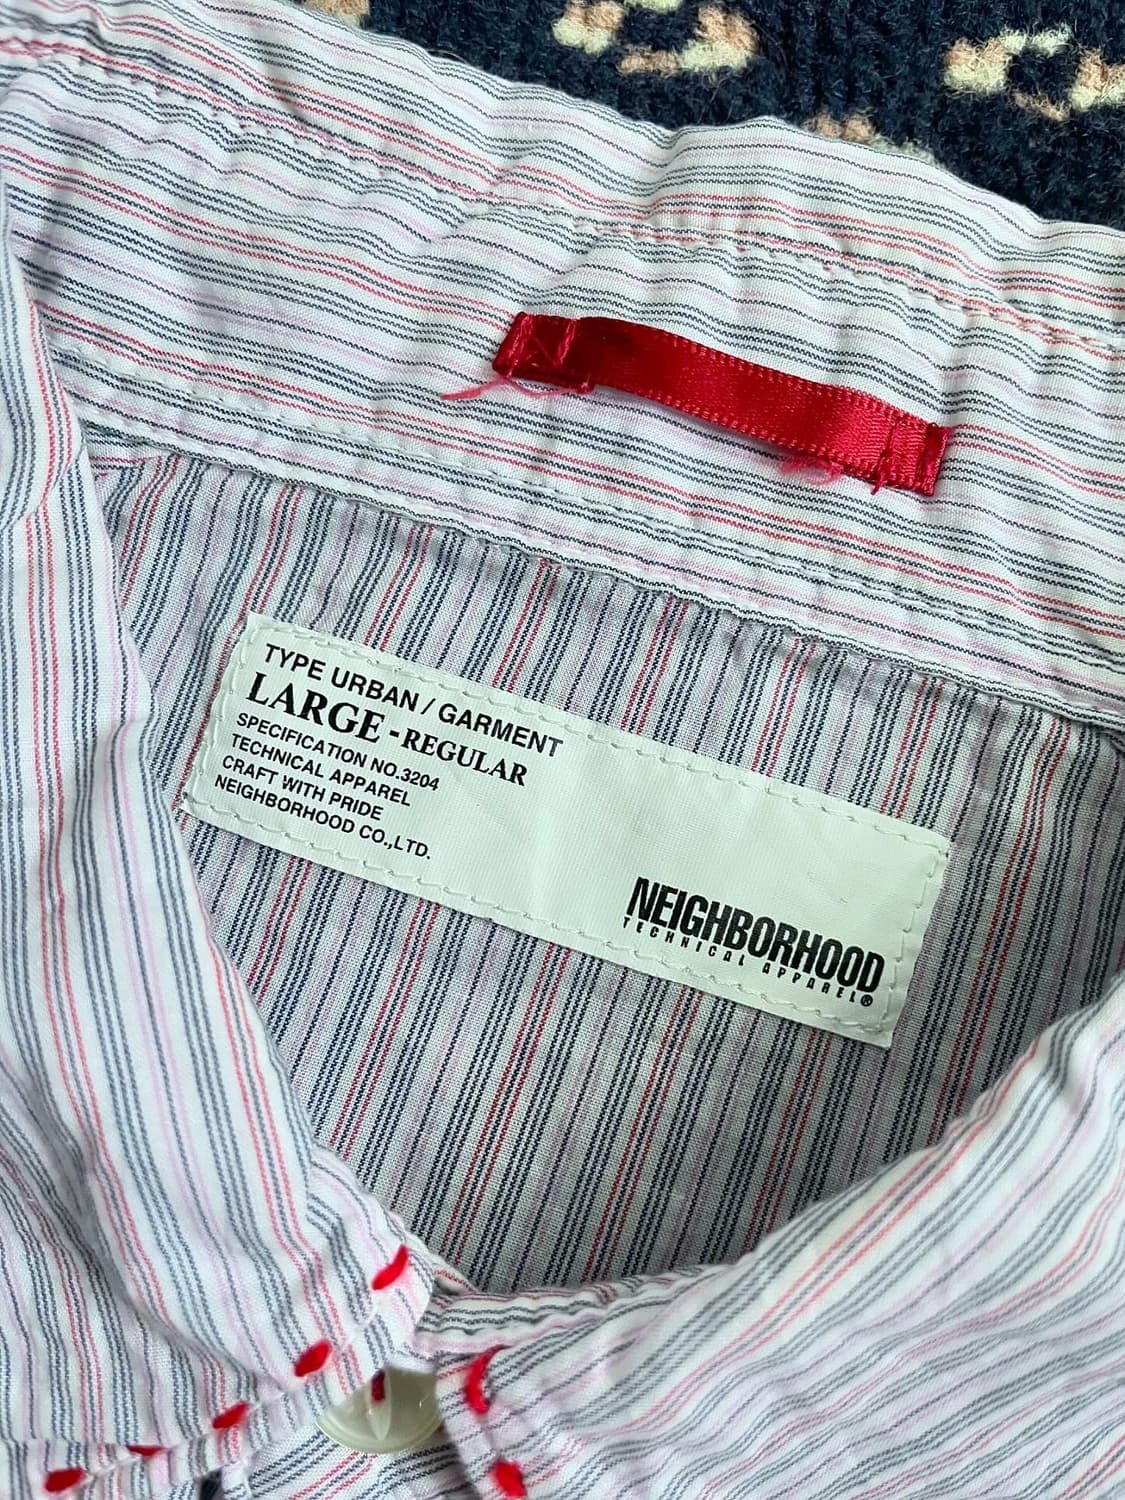 TYPE URBAN / GARMENT
LARGE - REGULAR
SPECIFICATION NO.3204
TECHNICAL APPAREL
CRAFT WITH PRIDE
NEIGHBORHOOD CO.,LTD.
NEIGHBORHOOD
TECHNICAL APPAREL®